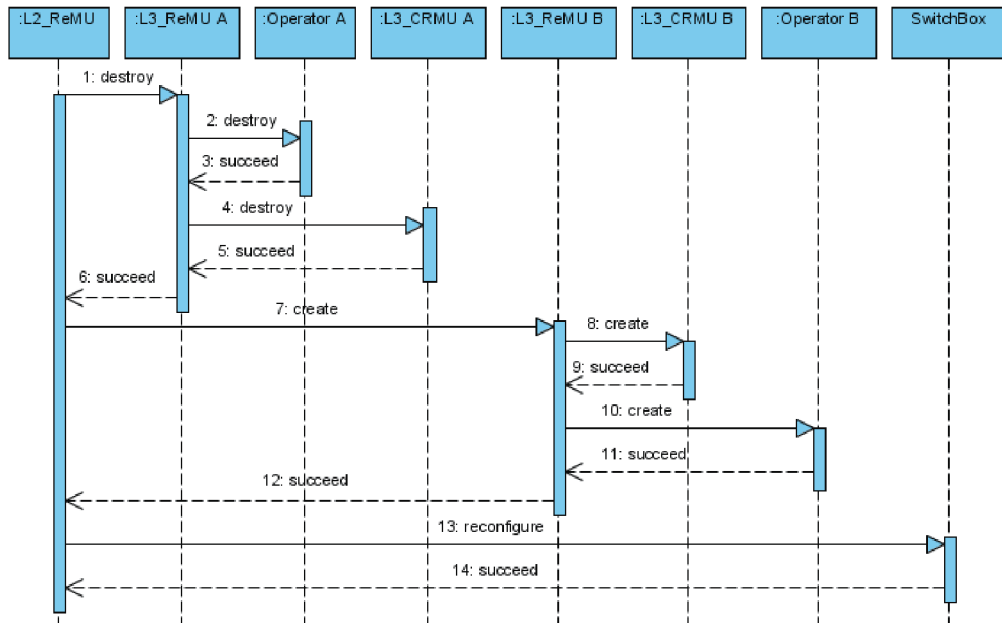 :L2_ReMU
:L3_ReMU A
:Operator A
:L3_CRMU A
:L3_ReMU B
:L3_CRMU B
:Operator B
SwitchBox
1: destroy
2: destroy
3: succeed
4: destroy
5: succeed
6: succeed
7: create
8: create
9: succeed
10: create
11: succeed
12: succeed
13: reconfigure
14: succeed